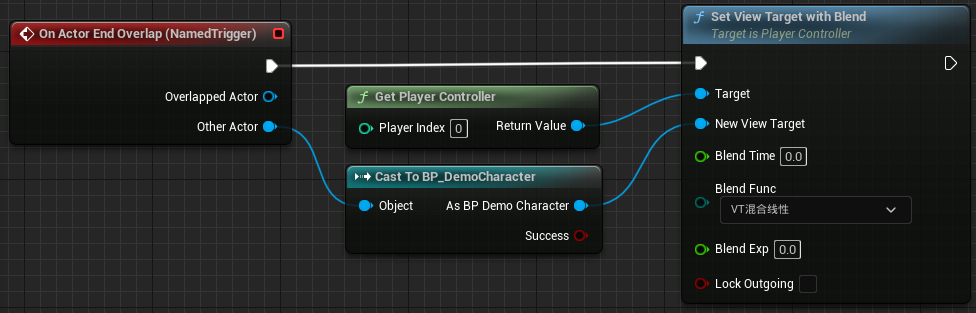 On Actor End Overlap (NamedTrigger)
Overlapped Actor
Other Actor
f Get Player Controller
Player Index 0
Return Value
Cast To BP_DemoCharacter
Object
As BP Demo Character
Success
f Set View Target with Blend
Target is Player Controller
Target
New View Target
Blend Time 0.0
Blend Func
VT混合线性
Blend Exp 0.0
Lock Outgoing